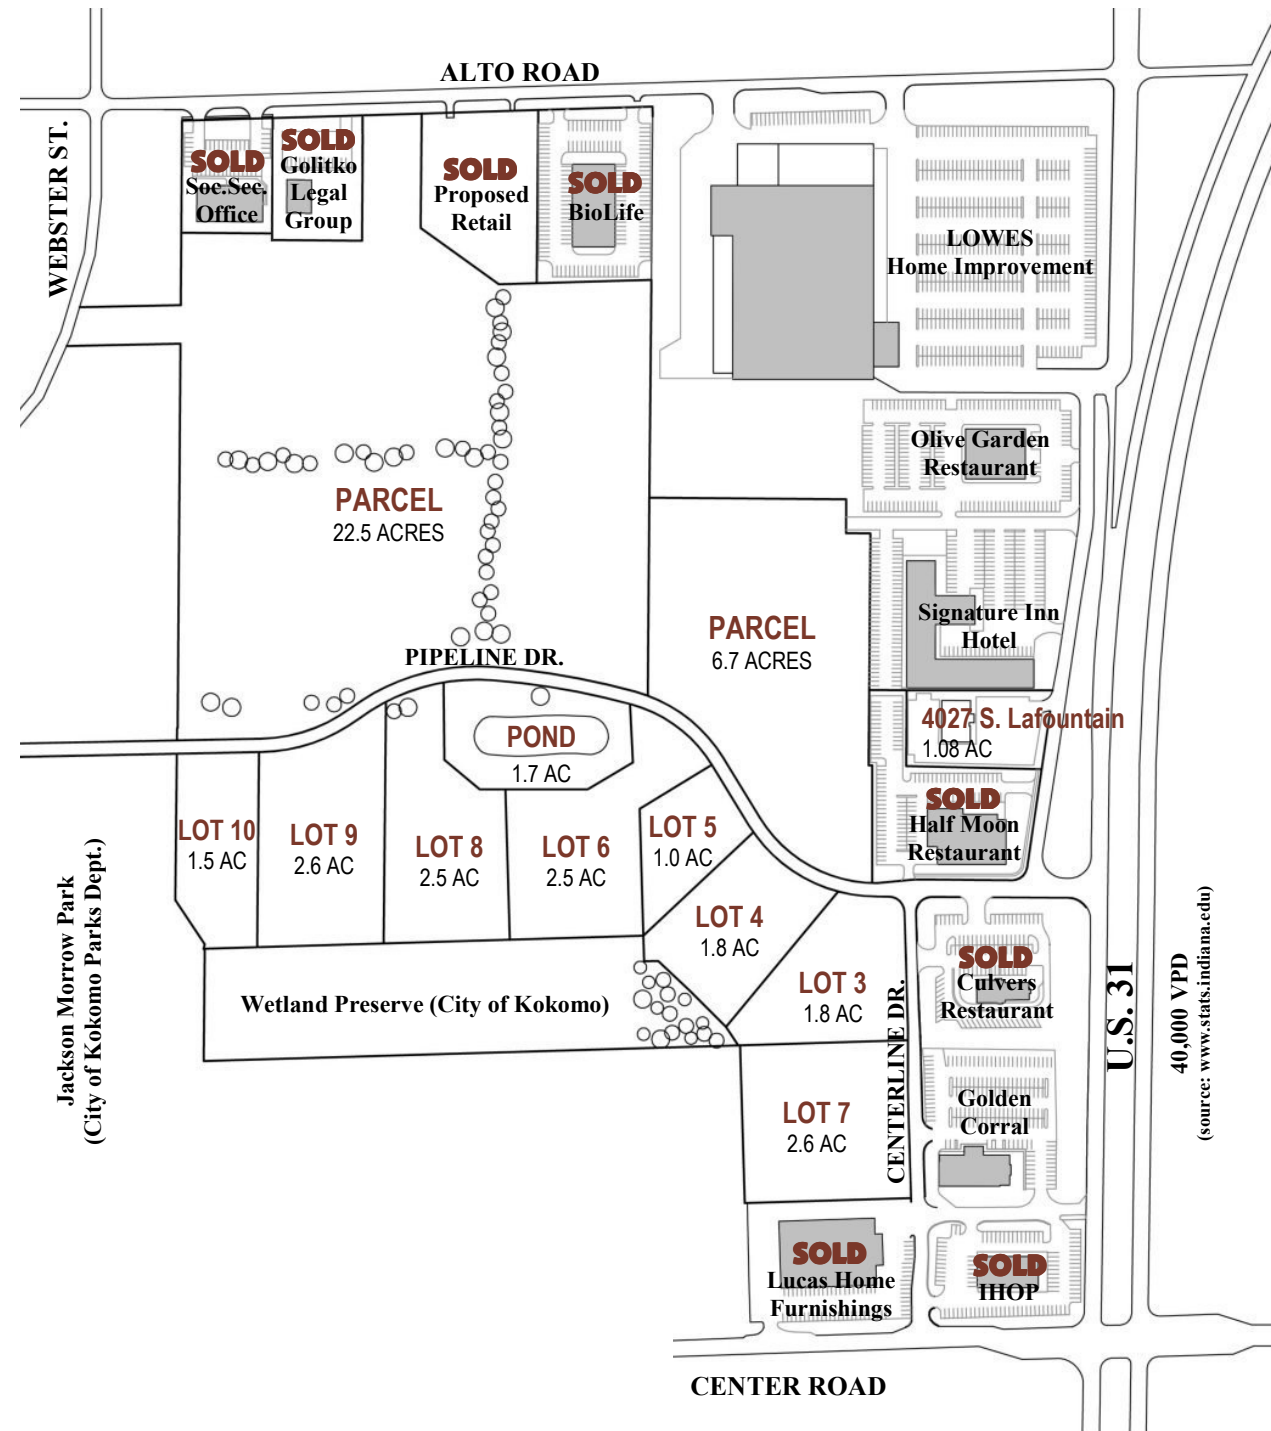 ALTO ROAD
WEBSTER ST.
SOLD
Soc.Sec.
Office
SOLD
Golitko
Legal
Group
SOLD
Proposed
Retail
SOLD
BioLife
LOWES
Home Improvement
Olive Garden
Restaurant
PARCEL
22.5 ACRES
Signature Inn
Hotel
PARCEL
6.7 ACRES
PIPELINE DR.
4027 S. Lafountain
1.08 AC
POND
1.7 AC
SOLD
Half Moon
Restaurant
LOT 10
1.5 AC
LOT 9
2.6 AC
LOT 8
2.5 AC
LOT 6
2.5 AC
LOT 5
1.0 AC
LOT 4
1.8 AC
LOT 3
1.8 AC
SOLD
Culvers
Restaurant
Jackson Morrow Park
(City of Kokomo Parks Dept.)
Wetland Preserve (City of Kokomo)
CENTERLINE DR.
U.S. 31
40,000 VPD
(source: www.stats.indiana.edu)
LOT 7
2.6 AC
Golden
Corral
SOLD
Lucas Home
Furnishings
SOLD
IHOP
CENTER ROAD